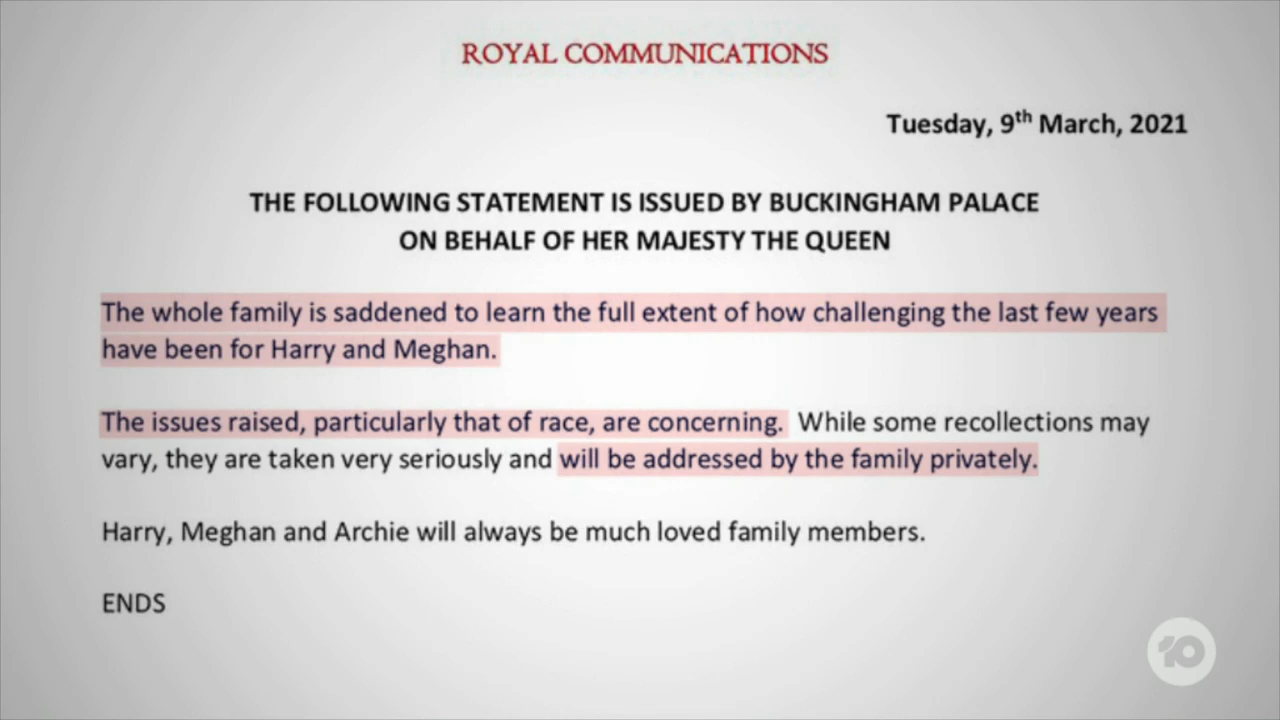 ROYAL COMMUNICATIONS
Tuesday, 9th March, 2021
THE FOLLOWING STATEMENT IS ISSUED BY BUCKINGHAM PALACE
ON BEHALF OF HER MAJESTY THE QUEEN
The whole family is saddened to learn the full extent of how challenging the last few years
have been for Harry and Meghan.
The issues raised, particularly that of race, are concerning. While some recollections may
vary, they are taken very seriously and will be addressed by the family privately.
Harry, Meghan and Archie will always be much loved family members.
ENDS
10